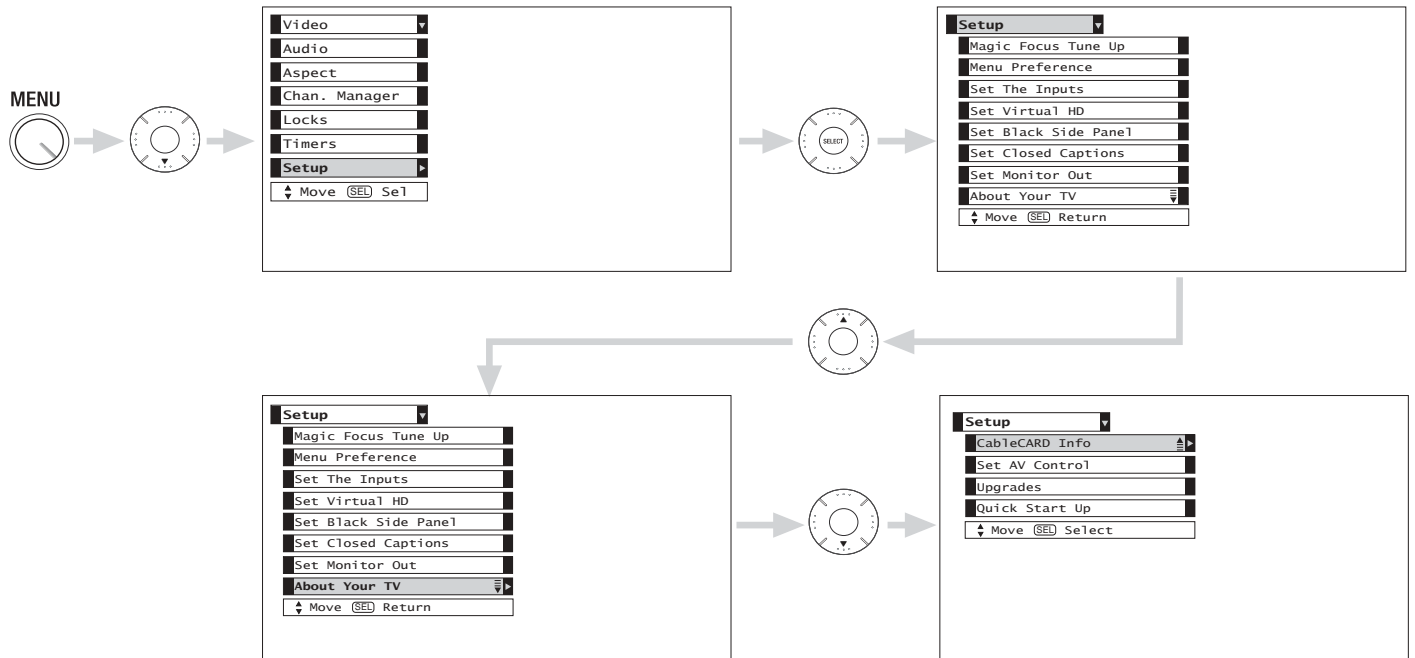 MENU
Video
Audio
Aspect
Chan. Manager
Locks
Timers
Setup
Move SEL Sel
SELECT
Setup
Magic Focus Tune Up
Menu Preference
Set The Inputs
Set Virtual HD
Set Black Side Panel
Set Closed Captions
Set Monitor Out
About Your TV
Move SEL Return
Setup
Magic Focus Tune Up
Menu Preference
Set The Inputs
Set Virtual HD
Set Black Side Panel
Set Closed Captions
Set Monitor Out
About Your TV
Move SEL Return
Setup
CableCARD Info
Set AV Control
Upgrades
Quick Start Up
Move SEL Select